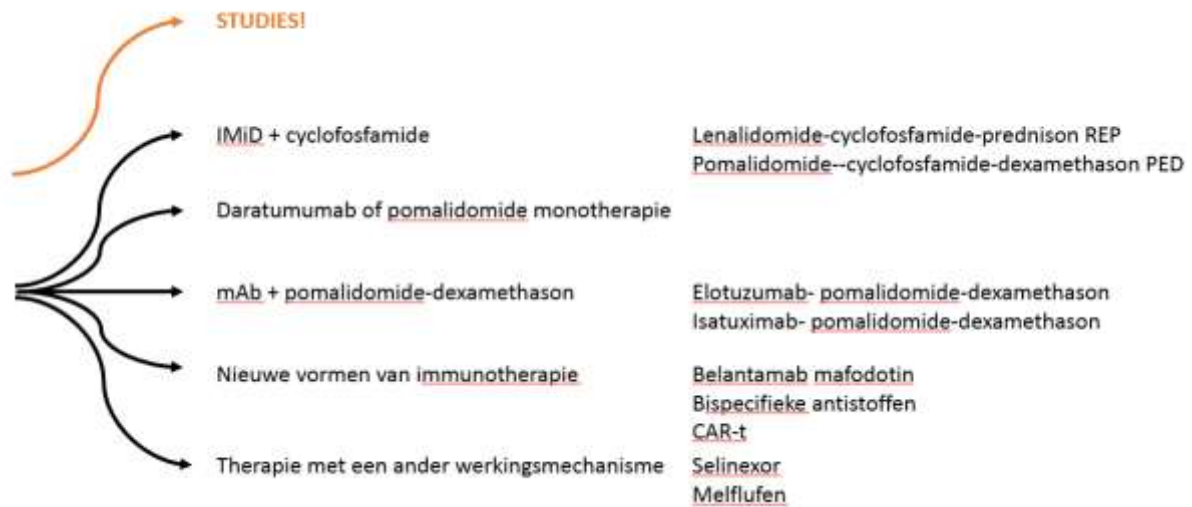 STUDIES!
IMiD + cyclofosfamide
Lenalidomide-cyclofosfamide-prednison REP
Pomalidomide--cyclofosfamide-dexamethason PED
Daratumumab of pomalidomide monotherapie
mAb + pomalidomide-dexamethason
Elotuzumab- pomalidomide-dexamethason
Isatuximab- pomalidomide-dexamethason
Nieuwe vormen van immunotherapie
Belantamab mafodotin
Bispecifieke antistoffen
CAR-t
Therapie met een ander werkingsmechanisme
Selinexor
Melflufen